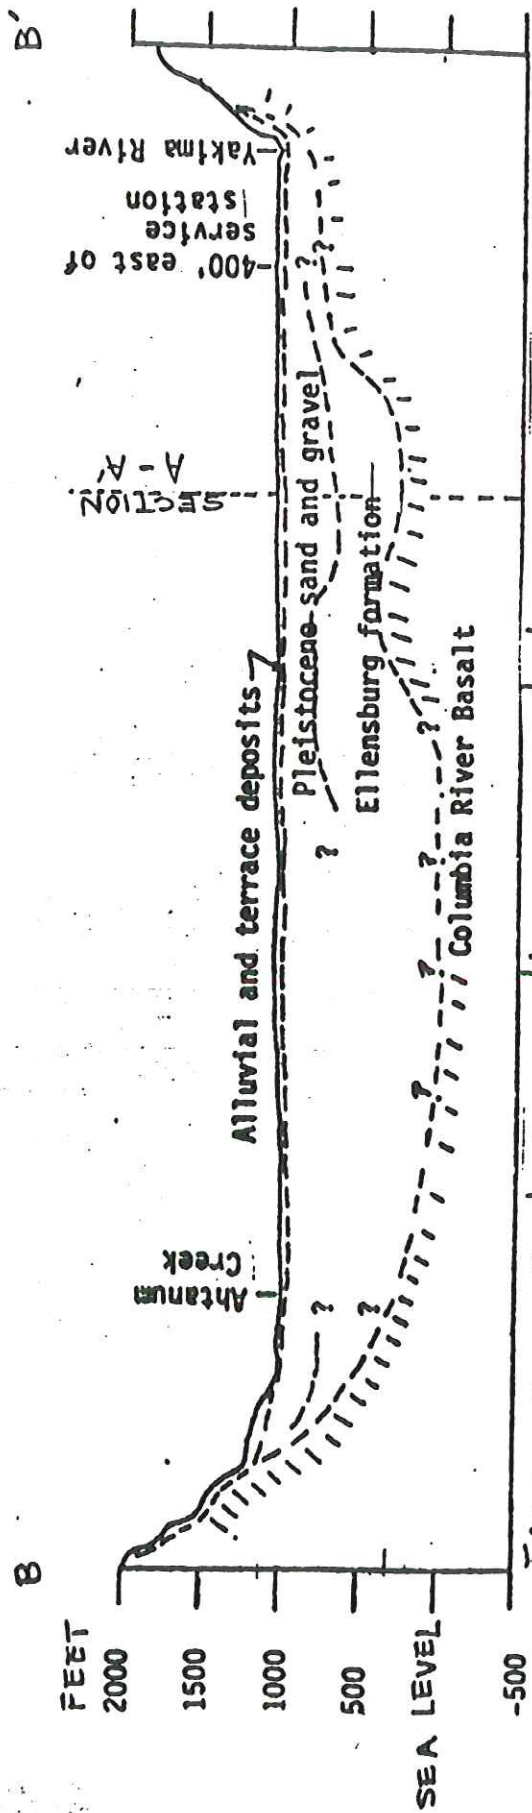 B
B'
FEET
2000
1500
1000
500
SEA LEVEL
-500
Ahtanum
Creek
Alluvial and terrace deposits
SECTION
A - A'
400' east of
service
station
Yakima River
Pleistocene sand and gravel
Ellensburg formation
Columbia River Basalt
?
?
?
?
?
?
?
?
?